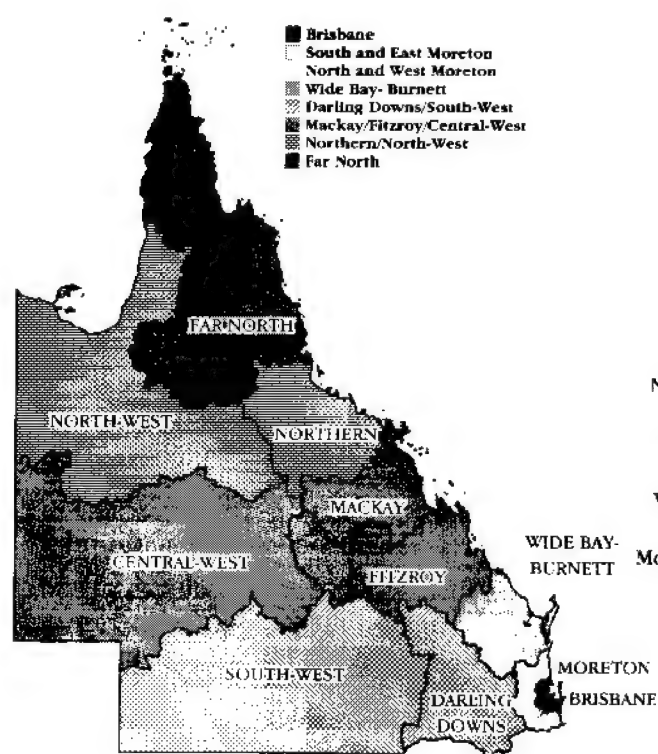 Brisbane
South and East Moreton
North and West Moreton
Wide Bay- Burnett
Darling Downs/South-West
Mackay/Fitzroy/Central-West
Northern/North-West
Far North
FAR NORTH
NORTH-WEST
NORTHERN
MACKAY
CENTRAL-WEST
FITZROY
WIDE BAY-
BURNETT
SOUTH-WEST
DARLING
DOWNS
MORETON
BRISBANE